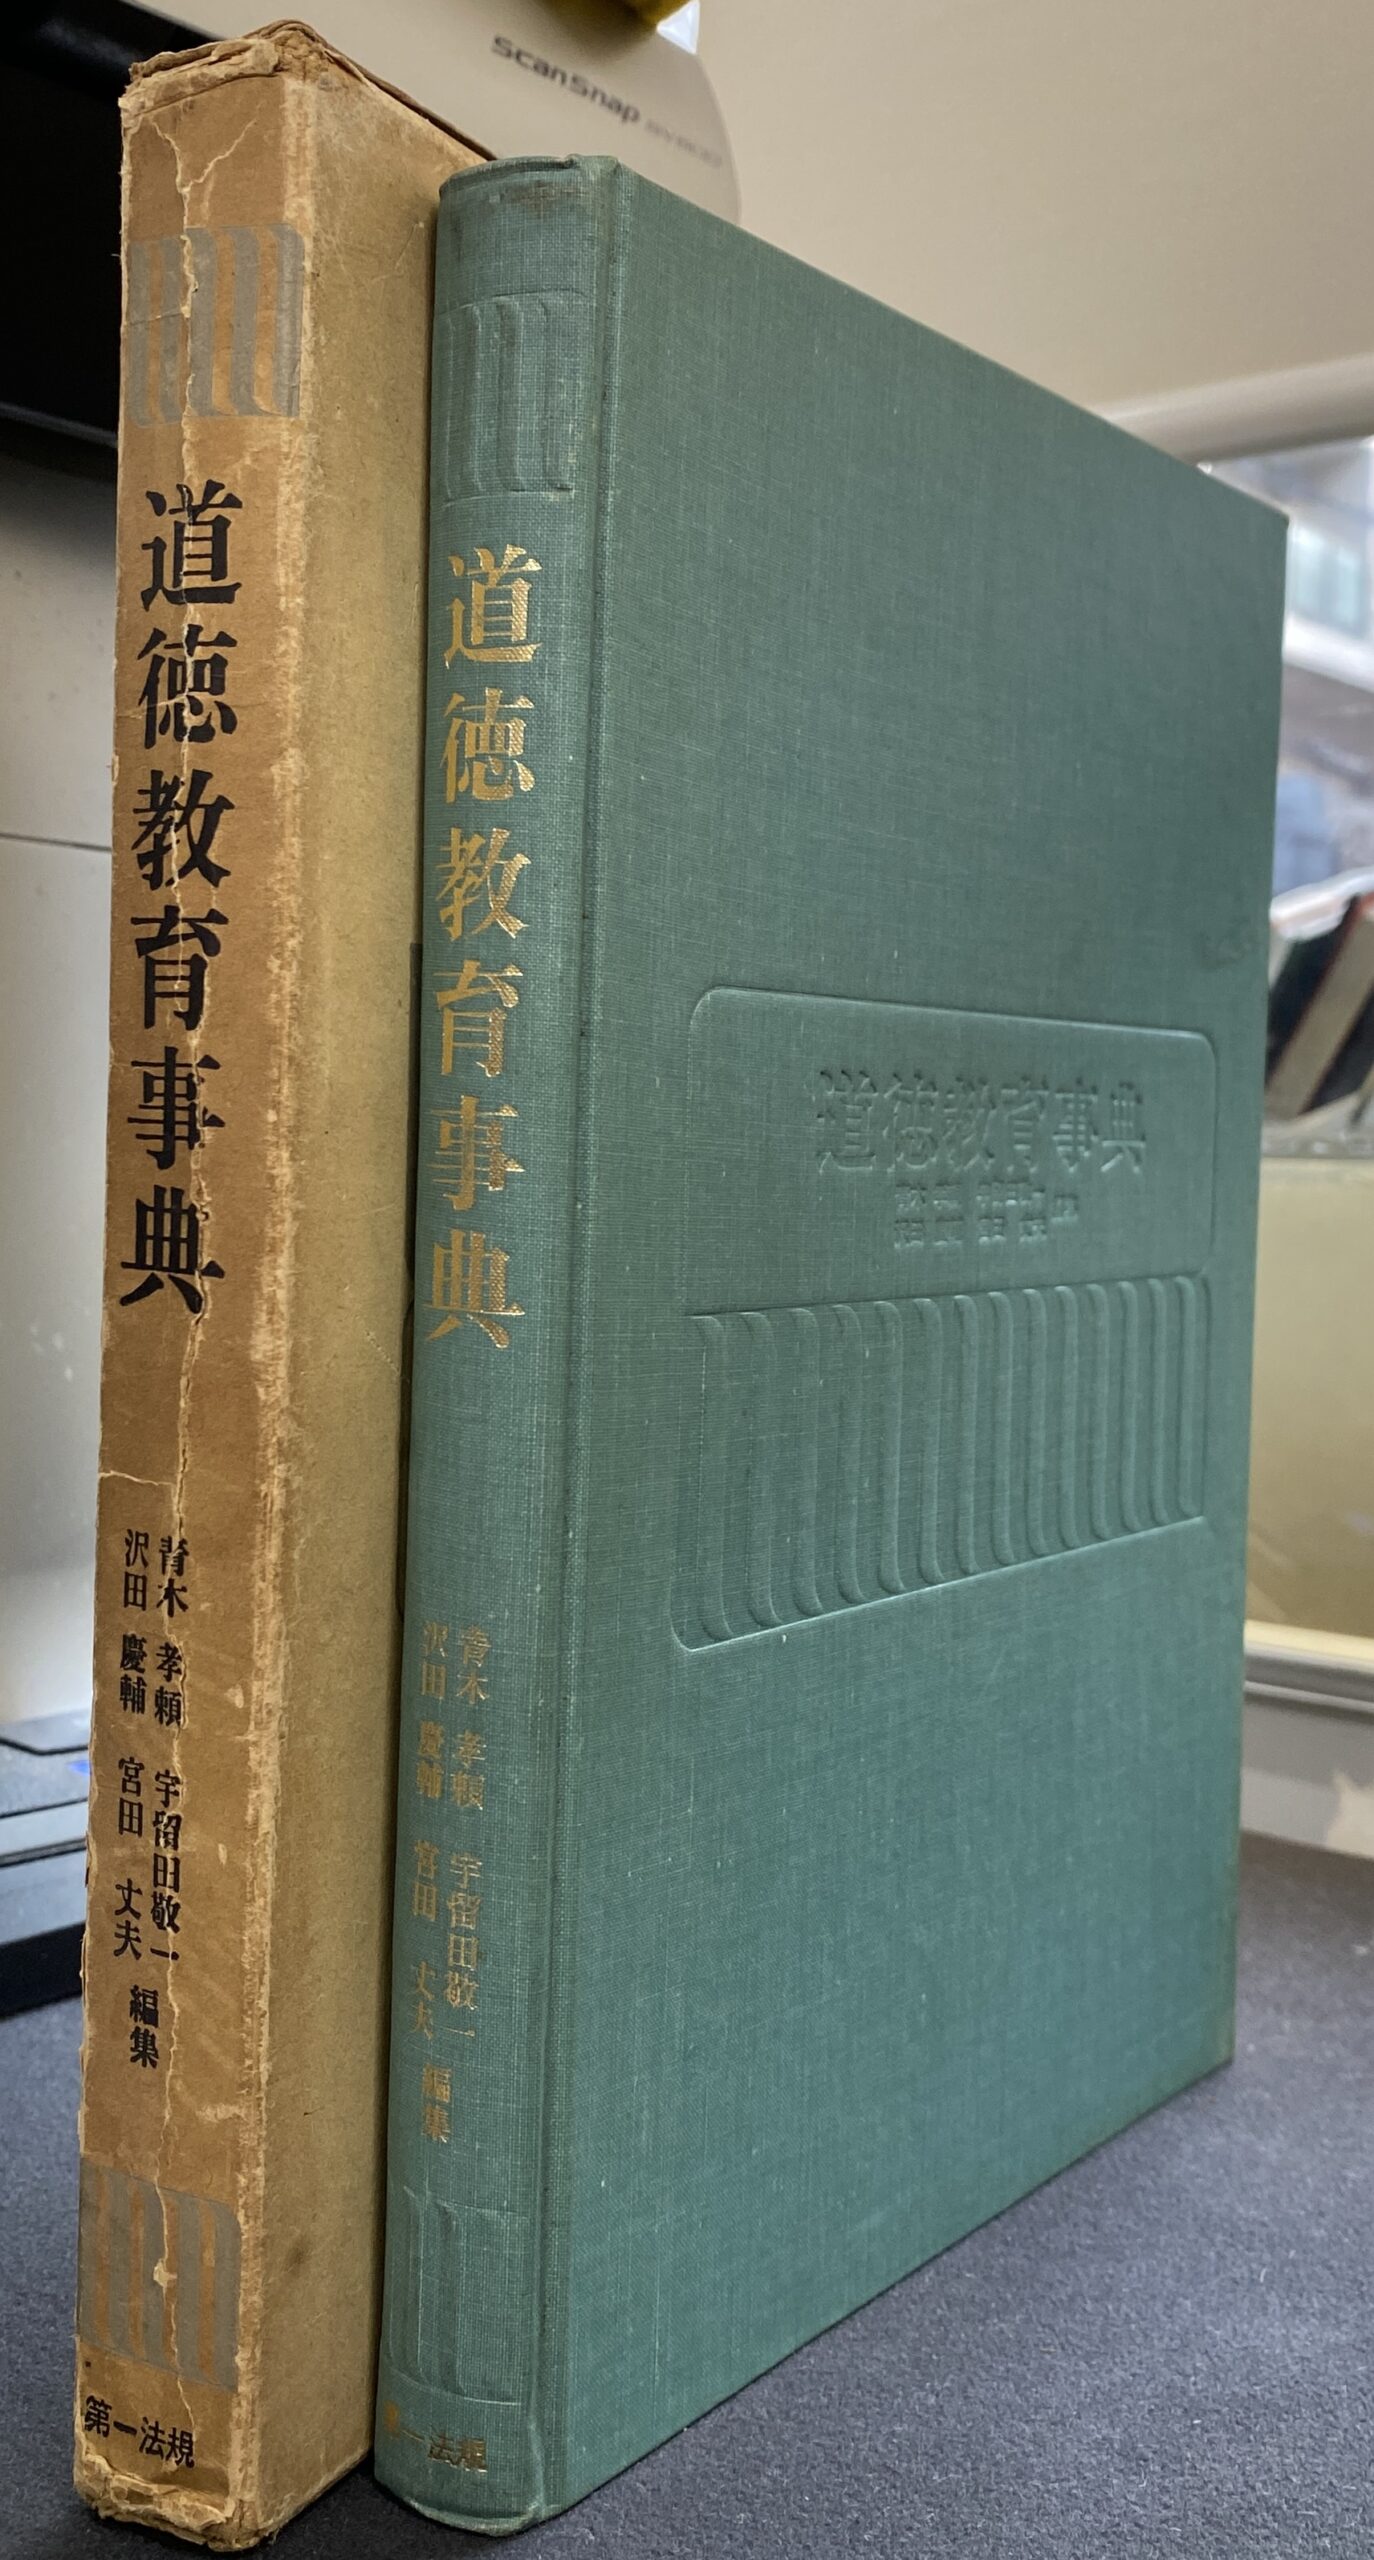 ScanSnap
道徳教育事典
青木 孝頼 宇留田敬一
沢田 慶輔 宮田 丈夫
編集
第一法規
道徳教育事典
青木 孝頼 宇留田敬一
沢田 慶輔 宮田 丈夫
編集
第一法規
道徳教育事典